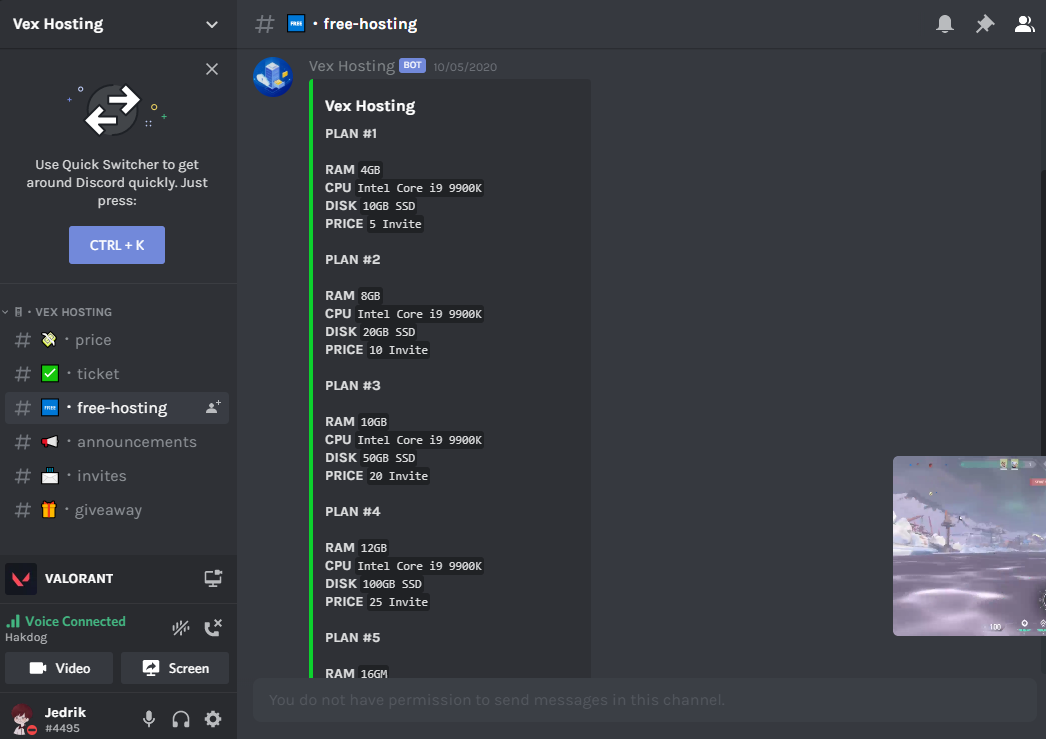 Vex Hosting
Use Quick Switcher to get
around Discord quickly. Just
press:
CTRL + K
VEX HOSTING
# · price
# · ticket
# FREE · free-hosting
# · announcements
# · invites
# · giveaway
VALORANT
Voice Connected
Hakdog
Video
Screen
Jedrik
#4495
# FREE · free-hosting
Vex Hosting BOT 10/05/2020
Vex Hosting
PLAN #1
RAM 4GB
CPU Intel Core i9 9900K
DISK 10GB SSD
PRICE 5 Invite
PLAN #2
RAM 8GB
CPU Intel Core i9 9900K
DISK 20GB SSD
PRICE 10 Invite
PLAN #3
RAM 10GB
CPU Intel Core i9 9900K
DISK 50GB SSD
PRICE 20 Invite
PLAN #4
RAM 12GB
CPU Intel Core i9 9900K
DISK 100GB SSD
PRICE 25 Invite
PLAN #5
RAM 16GM
You do not have permission to send messages in this channel.
100